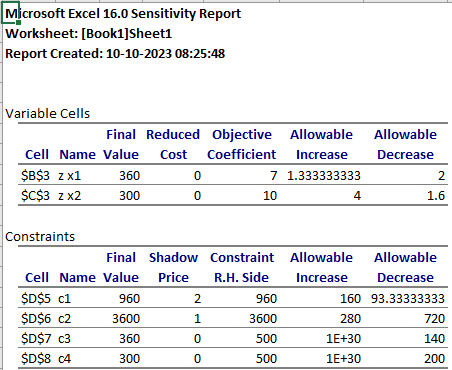 Microsoft Excel 16.0 Sensitivity Report
Worksheet: [Book1]Sheet1
Report Created: 10-10-2023 08:25:48
Variable Cells
Final Reduced Objective Allowable Allowable
Cell Name Value Cost Coefficient Increase Decrease
$B$3 z x1 360 0 7 1.333333333 2
$C$3 z x2 300 0 10 4 1.6
Constraints
Final Shadow Constraint Allowable Allowable
Cell Name Value Price R.H. Side Increase Decrease
$D$5 c1 960 2 960 160 93.33333333
$D$6 c2 3600 1 3600 280 720
$D$7 c3 360 0 500 1E+30 140
$D$8 c4 300 0 500 1E+30 200